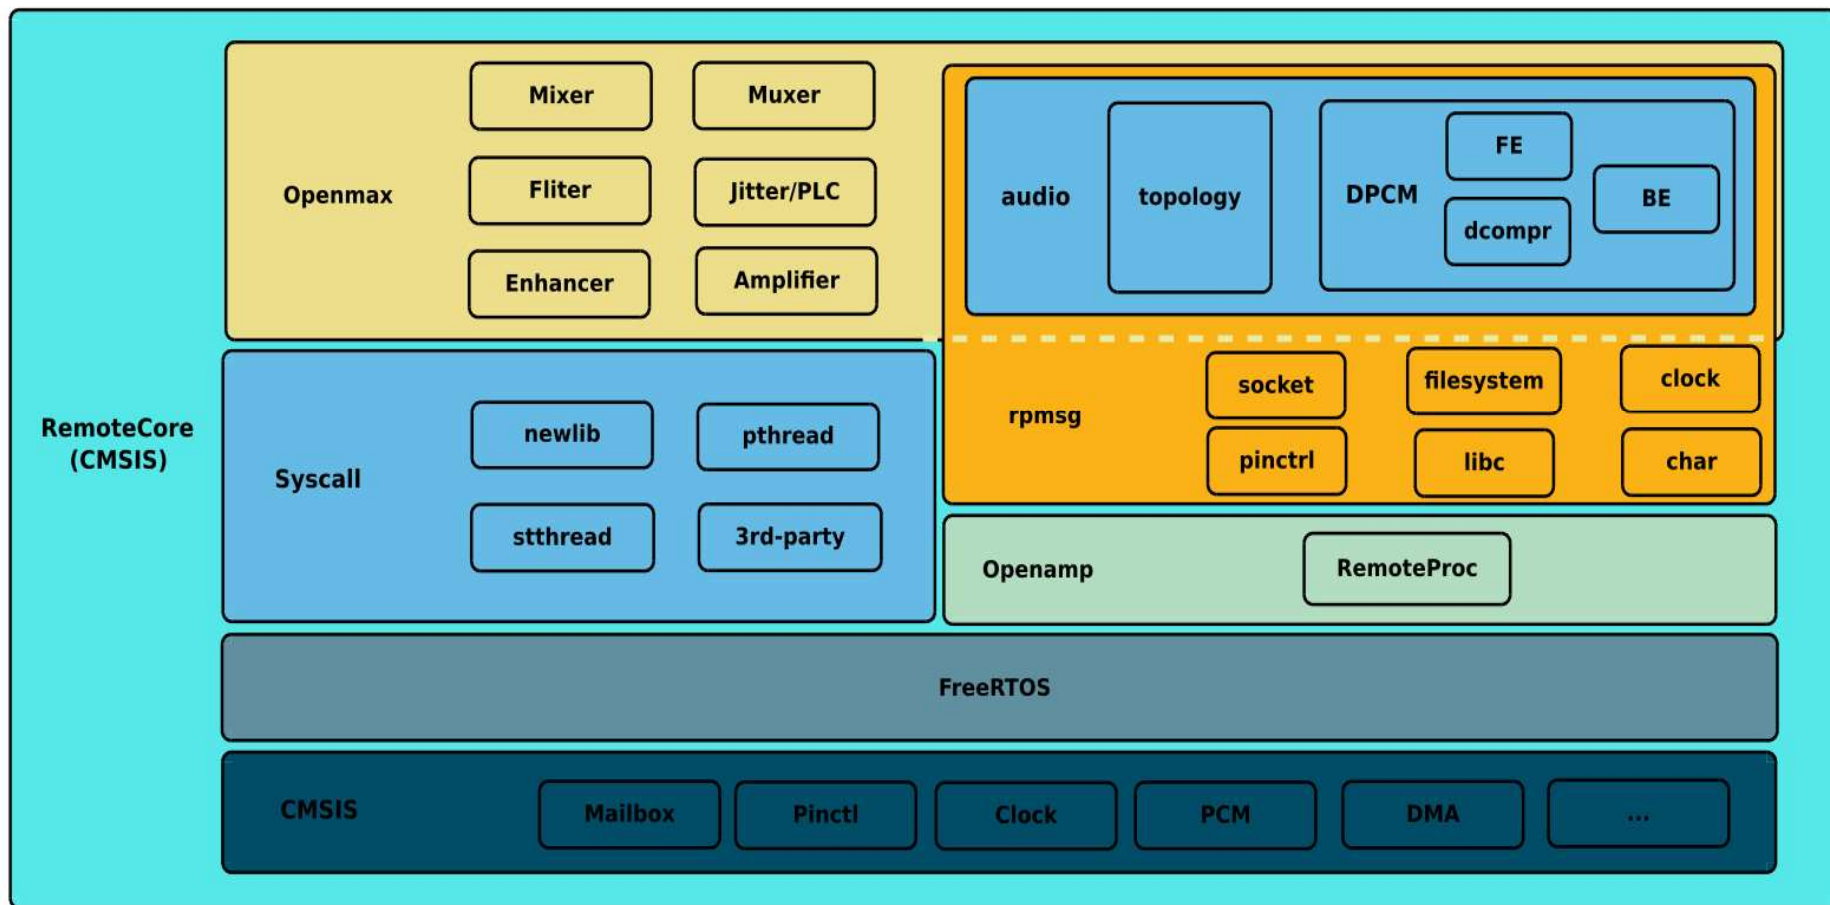 RemoteCore
(CMSIS)
Openmax
Mixer
Muxer
Fliter
Jitter/PLC
Enhancer
Amplifier
audio
topology
DPCM
FE
dcompr
BE
rpmsg
socket
filesystem
clock
pinctrl
libc
char
Syscall
newlib
pthread
stthread
3rd-party
Openamp
RemoteProc
FreeRTOS
CMSIS
Mailbox
Pinctl
Clock
PCM
DMA
...